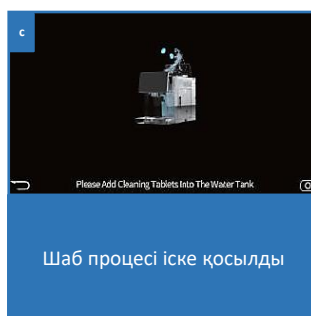 c
Please Add Cleaning Tablets Into The Water Tank
Шаб процесі іске қосылды